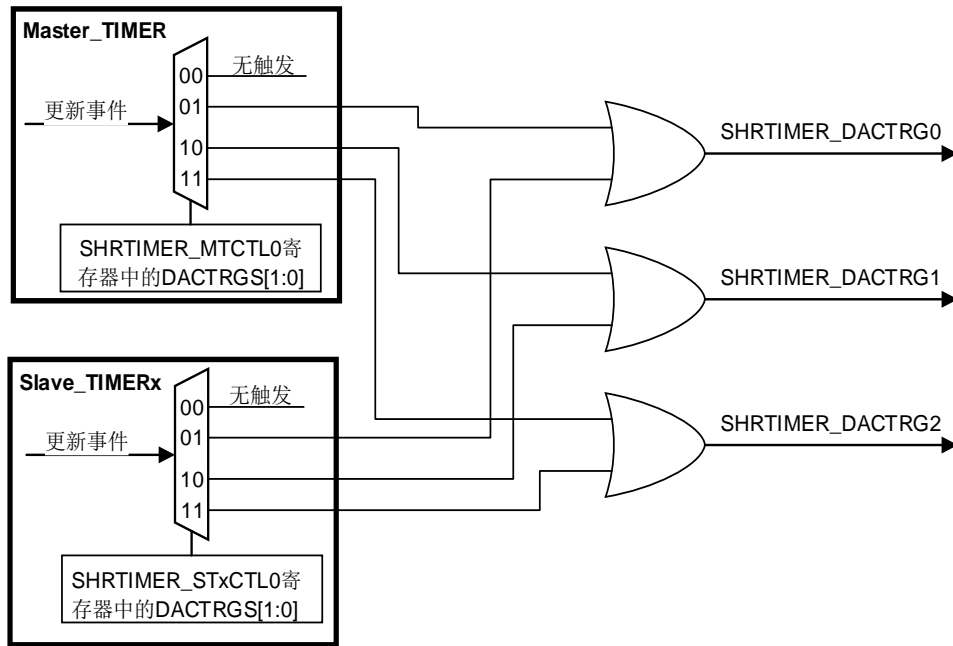 Master_TIMER
00
无触发
更新事件
01
10
11
SHRTIMER_MTCTL0寄
存器中的DACTRGS[1:0]
SHRTIMER_DACTRG0
SHRTIMER_DACTRG1
Slave_TIMERx
00
无触发
更新事件
01
10
11
SHRTIMER_STxCTL0寄
存器中的DACTRGS[1:0]
SHRTIMER_DACTRG2